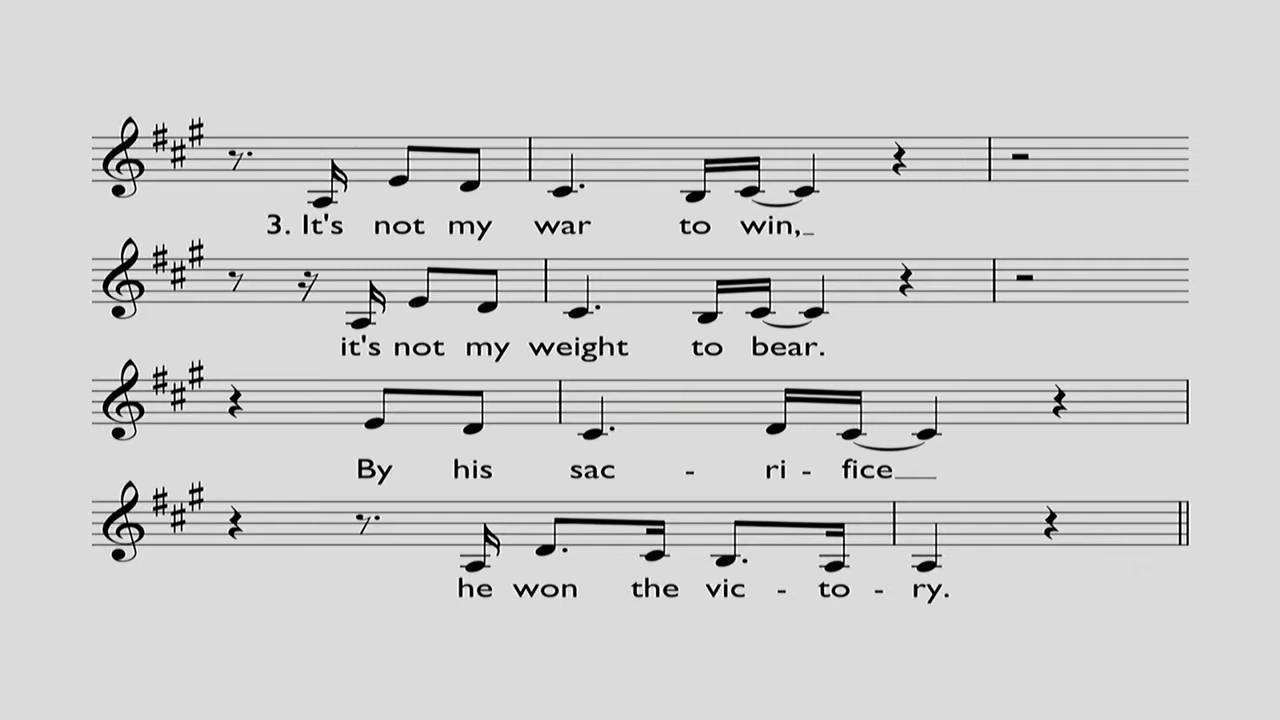 3. It's not my war to win,_
it's not my weight to bear.
By his sac - ri - fice__
he won the vic - to - ry.